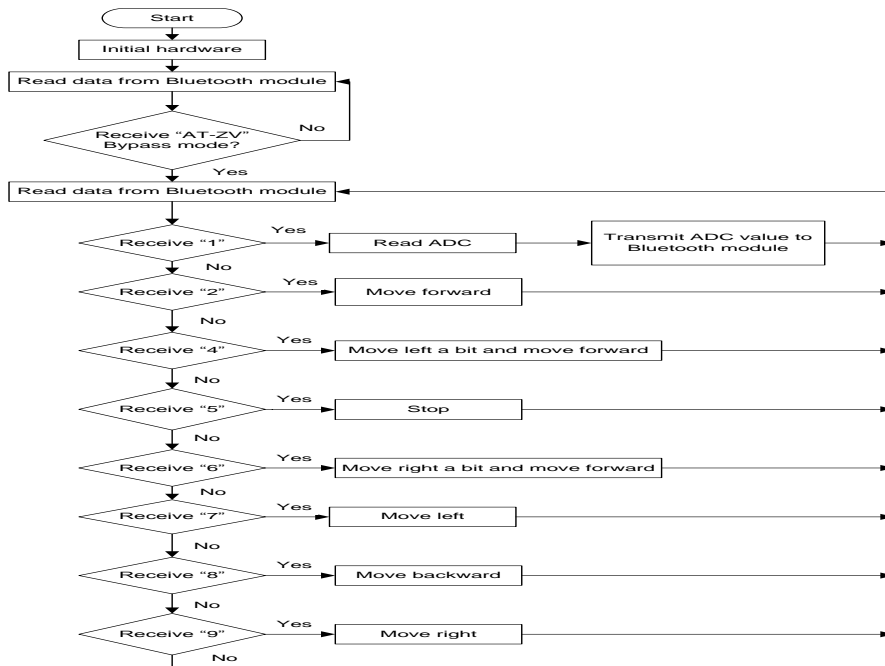 Start
Initial hardware
Read data from Bluetooth module
Receive “AT-ZV”
Bypass mode?
No
Yes
Read data from Bluetooth module
Receive “1”
Yes
Read ADC
Transmit ADC value to
Bluetooth module
No
Receive “2”
Yes
Move forward
No
Receive “4”
Yes
Move left a bit and move forward
No
Receive “5”
Yes
Stop
No
Receive “6”
Yes
Move right a bit and move forward
No
Receive “7”
Yes
Move left
No
Receive “8”
Yes
Move backward
No
Receive “9”
Yes
Move right
No